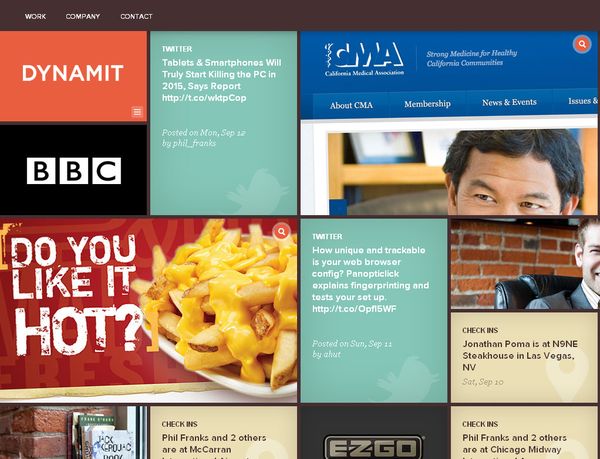 WORK COMPANY CONTACT
DYNAMIT
BBC
TWITTER
Tablets & Smartphones Will
Truly Start Killing the PC in
2015, Says Report
http://t.co/wktpCop
Posted on Mon, Sep 12
by phil_franks
CMA
California Medical Association
Strong Medicine for Healthy
California Communities
About CMA Membership News & Events Issues &
DO YOU
LIKE IT
HOT?
TWITTER
How unique and trackable
is your web browser
config? Panopticlick
explains fingerprinting and
tests your set up.
http://t.co/Opfl5WF
Posted on Sun, Sep 11
by ahut
CHECK INS
Jonathan Poma is at N9NE
Steakhouse in Las Vegas,
NV
Sat, Sep 10
CHECK INS
Phil Franks and 2 others
are at McCarran
EZGO
CHECK INS
Phil Franks and 2 others
are at Chicago Midway